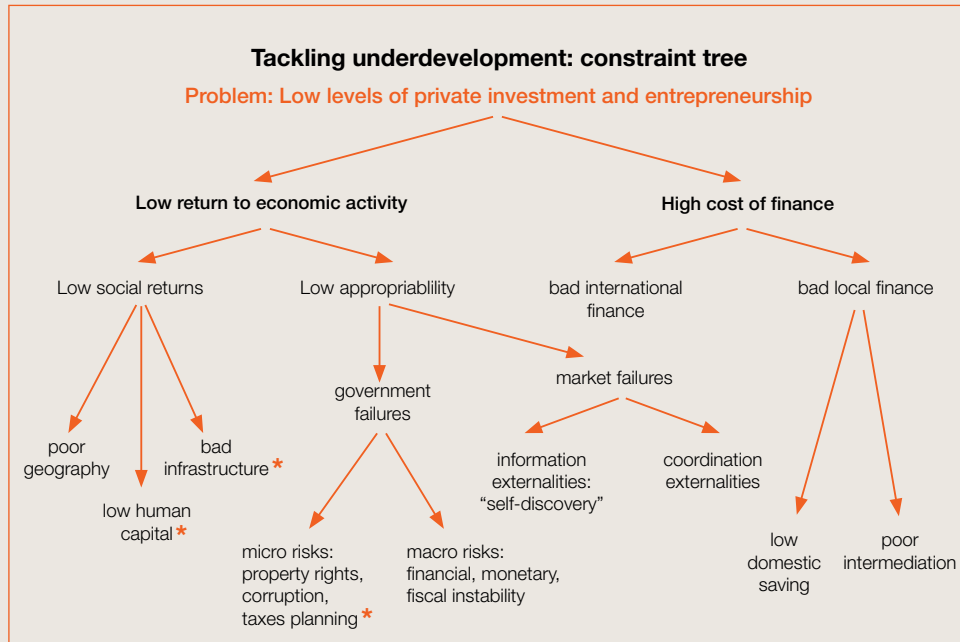 Tackling underdevelopment: constraint tree
Problem: Low levels of private investment and entrepreneurship
Low return to economic activity
High cost of finance
Low social returns
Low appropriablility
bad international
finance
bad local finance
government
failures
market failures
poor
geography
bad
infrastructure *
low human
capital *
information
externalities:
“self-discovery”
coordination
externalities
micro risks:
property rights,
corruption,
taxes planning *
macro risks:
financial, monetary,
fiscal instability
low
domestic
saving
poor
intermediation